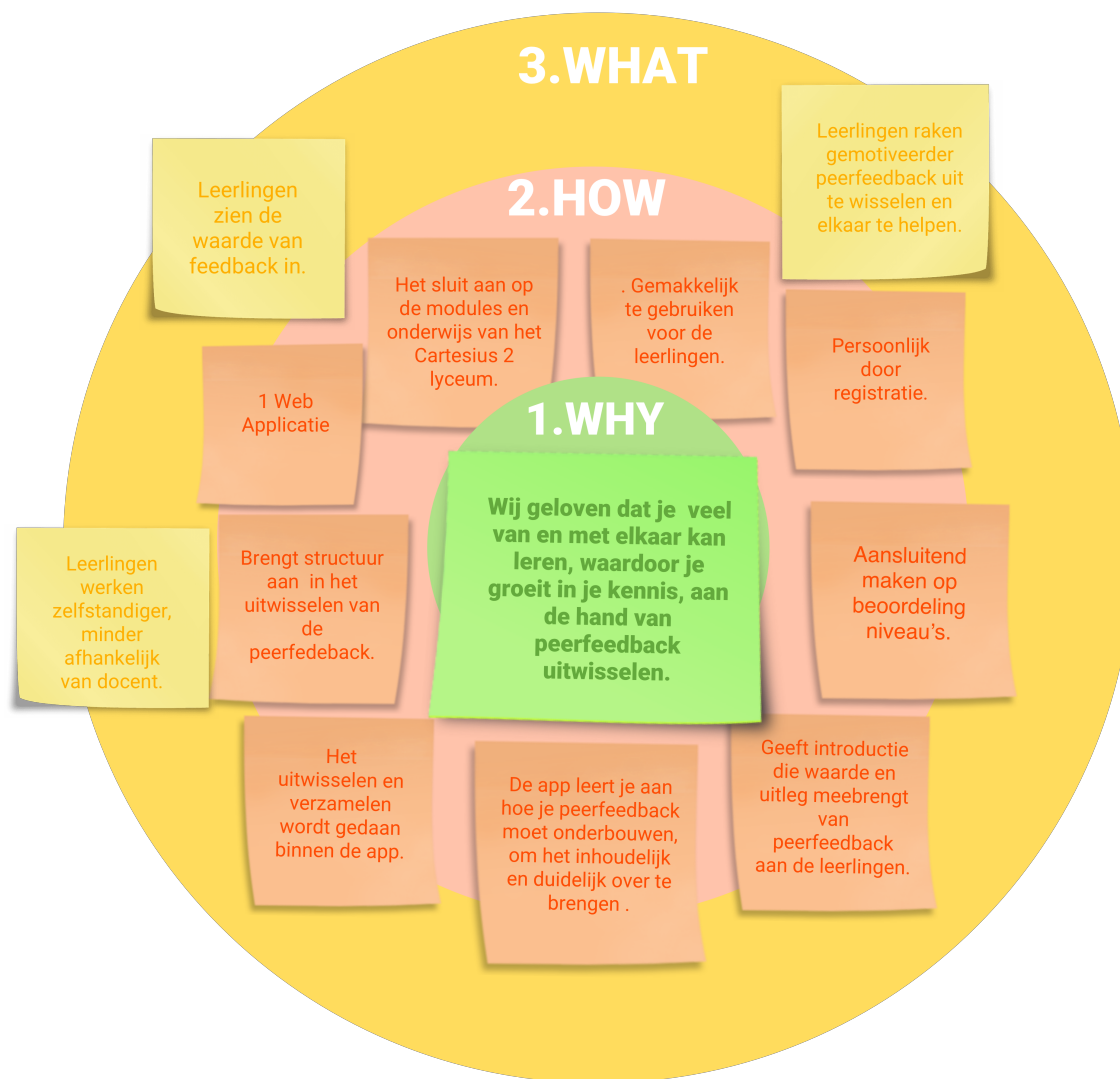 3.WHAT
Leerlingen
zien de
waarde van
feedback in.
Leerlingen raken
gemotiveerder
peerfeedback uit
te wisselen en
elkaar te helpen.
2.HOW
Het sluit aan op
de modules en
onderwijs van het
Cartesius 2
lyceum.
. Gemakkelijk
te gebruiken
voor de
leerlingen.
Persoonlijk
door
registratie.
1 Web
Applicatie
1.WHY
Wij geloven dat je veel
van en met elkaar kan
leren, waardoor je
groeit in je kennis, aan
de hand van
peerfeedback
uitwisselen.
Leerlingen
werken
zelfstandiger,
minder
afhankelijk
van docent.
Brengt structuur
aan in het
uitwisselen van
de
peerfedeback.
Aansluitend
maken op
beoordeling
niveau's.
Het
uitwisselen en
verzamelen
wordt gedaan
binnen de app.
De app leert je aan
hoe je peerfeedback
moet onderbouwen,
om het inhoudelijk
en duidelijk over te
brengen .
Geeft introductie
die waarde en
uitleg meebrengt
van
peerfeedback
aan de leerlingen.